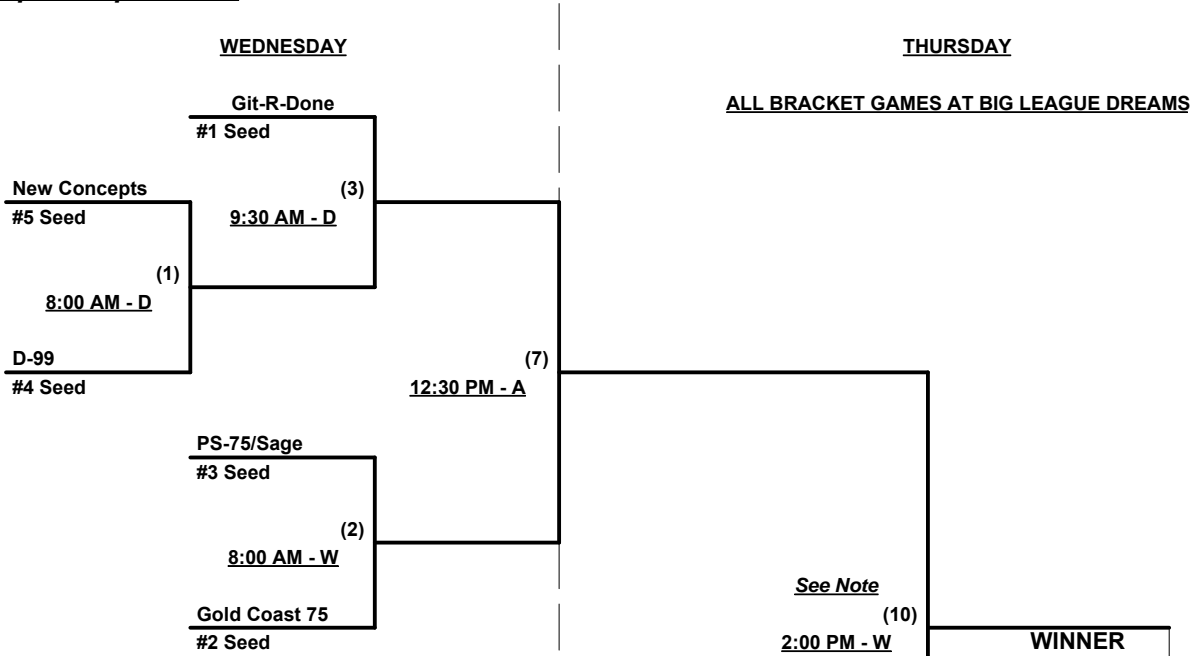 WEDNESDAY
THURSDAY
Git-R-Done
ALL BRACKET GAMES AT BIG LEAGUE DREAMS
#1 Seed
New Concepts
(3)
#5 Seed
9:30 AM - D
(1)
8:00 AM - D
D-99
(7)
#4 Seed
12:30 PM - A
PS-75/Sage
#3 Seed
(2)
8:00 AM - W
See Note
Gold Coast 75
(10)
#2 Seed
2:00 PM - W
WINNER